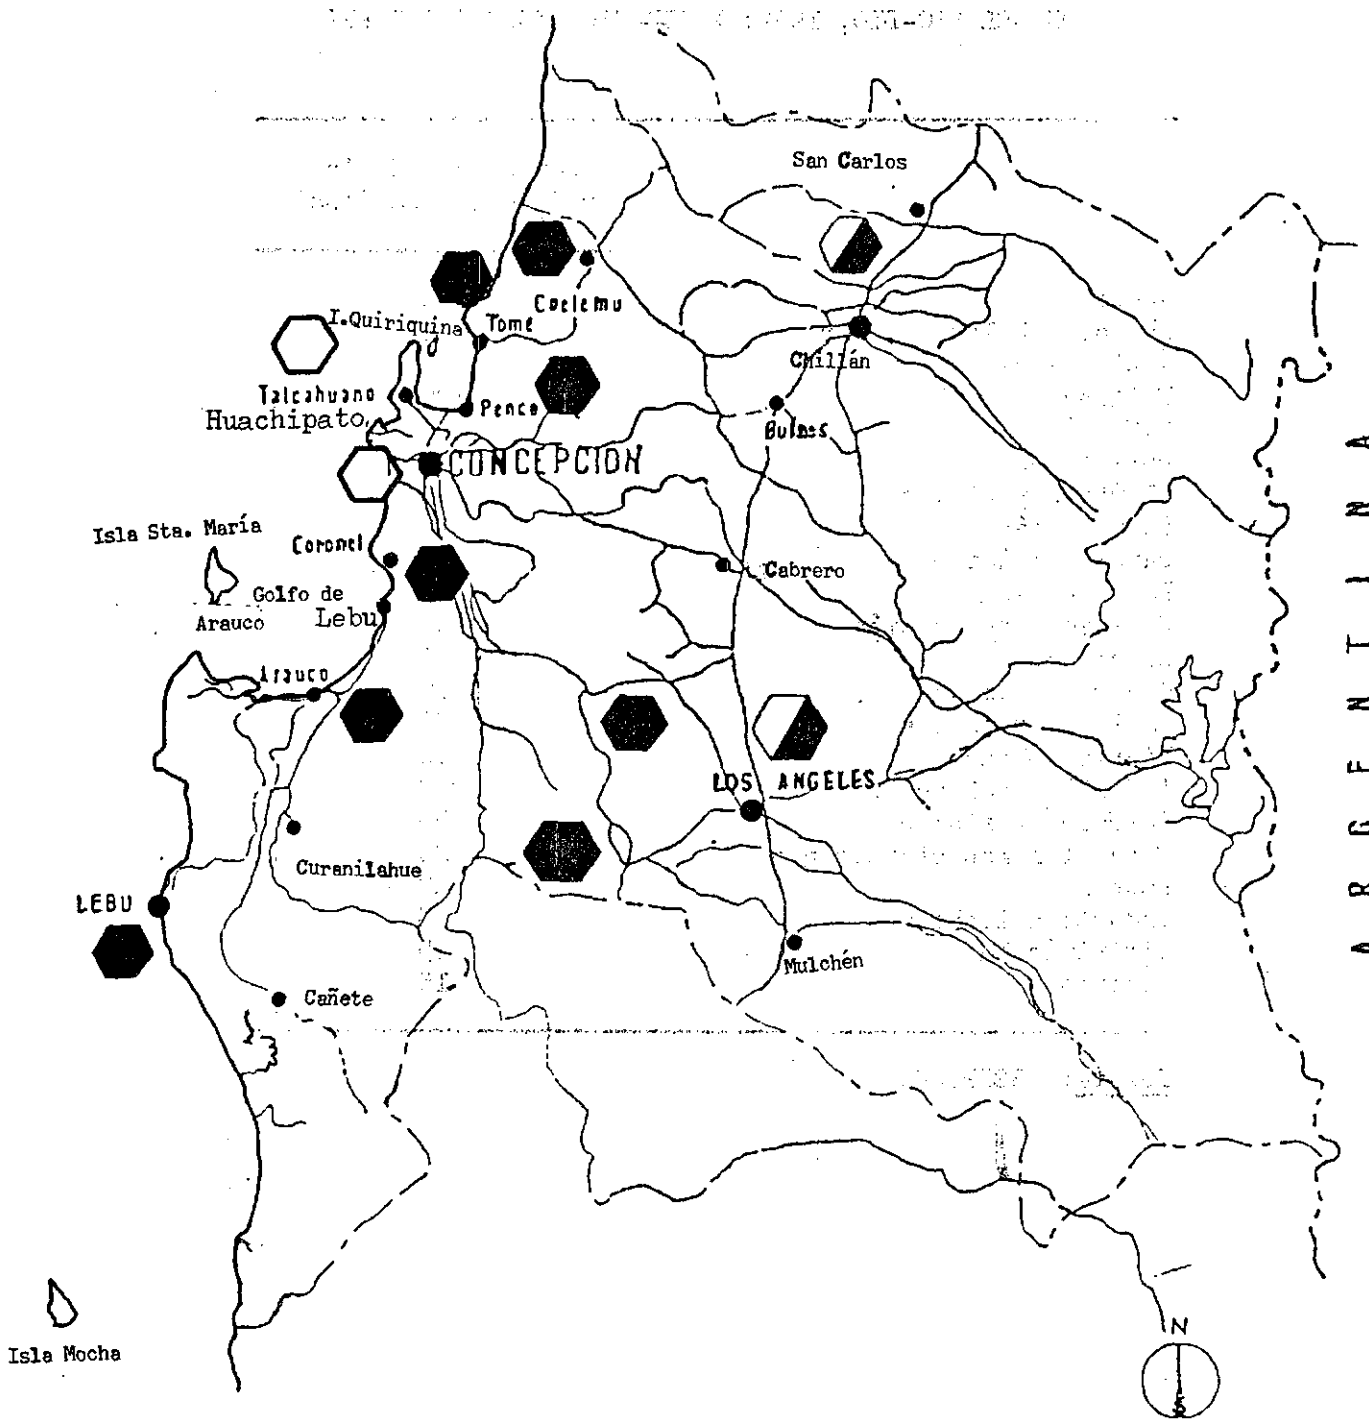 San Carlos
Coelemu
I.Quiriquina
Tomé
Chillán
Talcahuano
Huachipato
Penco
Bulnes
CONCEPCION
Isla Sta. María
Coronel
Cabrero
Golfo de
Arauco
Lebu
Arauco
LOS ANGELES
Curanilahue
LEBU
Mulchén
Cañete
ARGENTINA
Isla Mocha
N
S